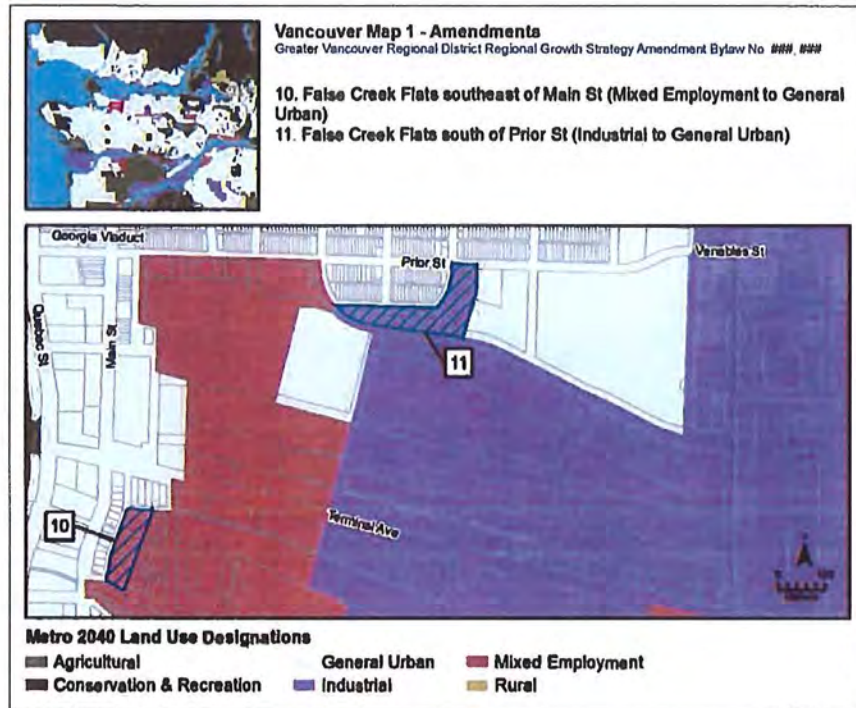 Vancouver Map 1 - Amendments
Greater Vancouver Regional District Regional Growth Strategy Amendment Bylaw No ###, ###
10. False Creek Flats southeast of Main St (Mixed Employment to General
Urban)
11. False Creek Flats south of Prior St (Industrial to General Urban)
Georgia Viaduct
Prior St
Venables St
Quebec St
Main St
11
10
Terminal Ave
Metro 2040 Land Use Designations
Agricultural
General Urban
Mixed Employment
Conservation & Recreation
Industrial
Rural